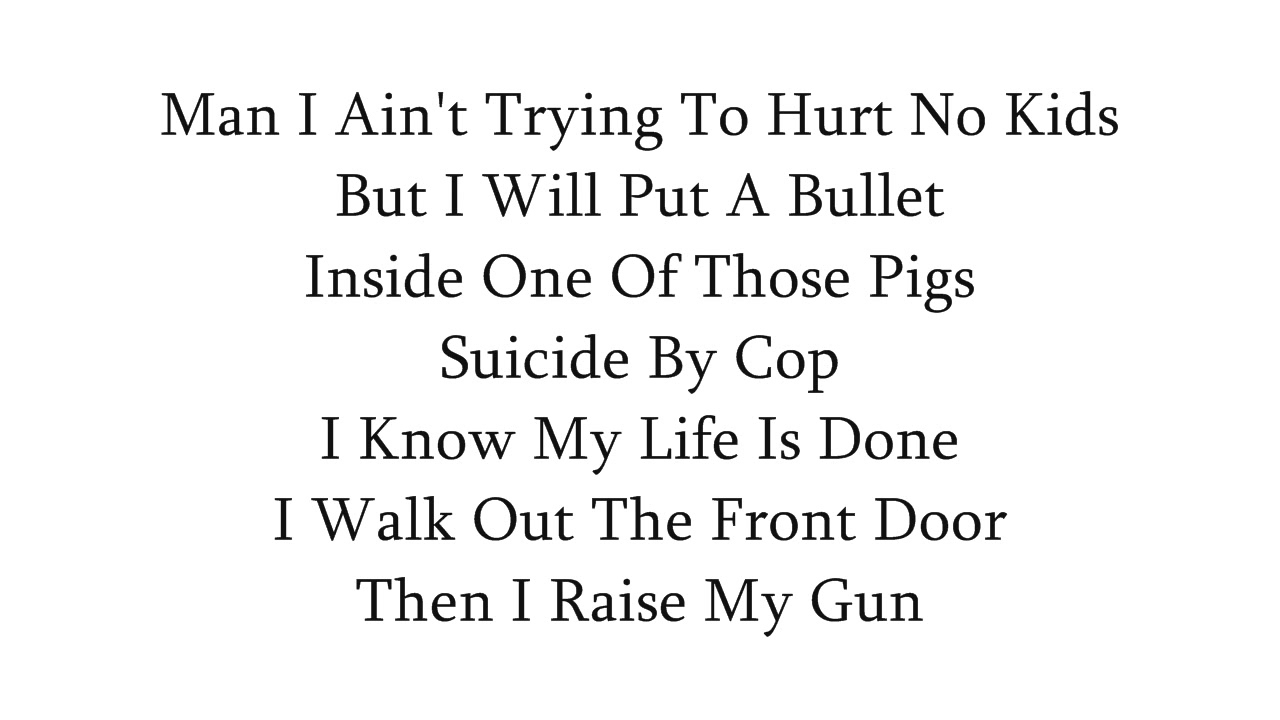 Man I Ain't Trying To Hurt No Kids
But I Will Put A Bullet
Inside One Of Those Pigs
Suicide By Cop
I Know My Life Is Done
I Walk Out The Front Door
Then I Raise My Gun